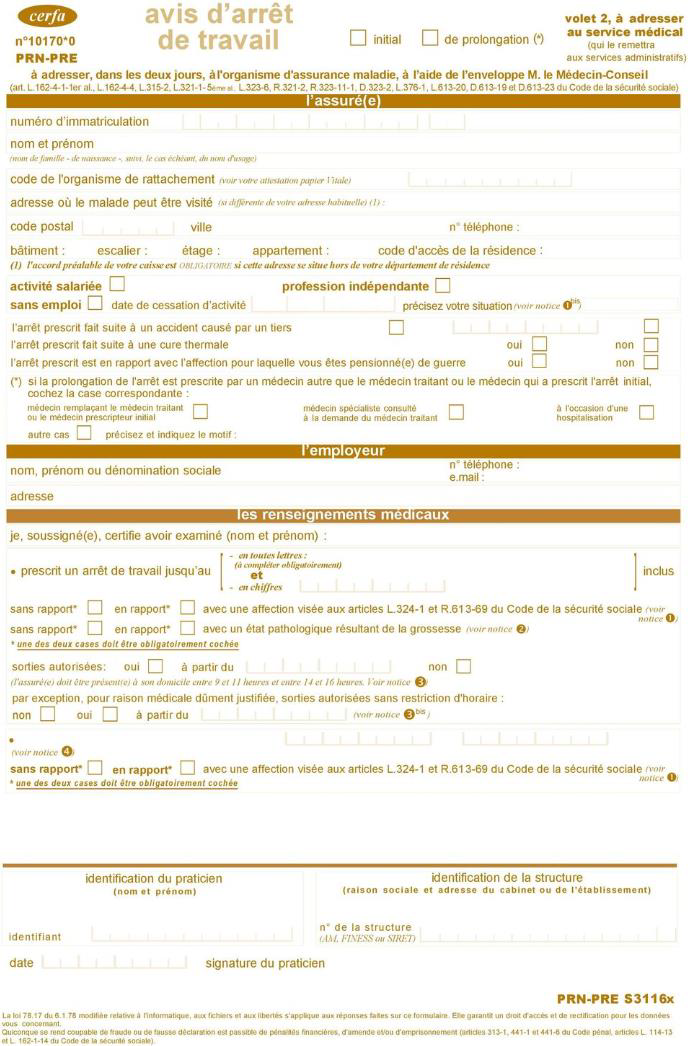 cerfa
n°10170*0
PRN-PRE
avis d'arrêt
de travail
initial
de prolongation (*)
volet 2, à adresser
au service médical
(qui le remettra
aux services administratifs)
à adresser, dans les deux jours, à l'organisme d'assurance maladie, à l'aide de l'enveloppe M. le Médecin-Conseil
(art. L.162-4-1-1er al., L.162-4-4, L.315-2, L.321-1-5ème al., L.323-6, R.321-2, R.323-11-1, D.323-2, L.376-1, L.613-20, D.613-19 et D.613-23 du Code de la sécurité sociale)
l'assuré(e)
numéro d'immatriculation
nom et prénom
(nom de famille - de naissance -, suivi, le cas échéant, du nom d'usage)
code de l'organisme de rattachement (voir votre attestation papier Vitale)
adresse où le malade peut être visité (si différente de votre adresse habituelle) (1) :
code postal ville n° téléphone :
bâtiment : escalier : étage : appartement : code d'accès de la résidence :
(1) l'accord préalable de votre caisse est OBLIGATOIRE si cette adresse se situe hors de votre département de résidence
activité salariée profession indépendante
sans emploi date de cessation d'activité précisez votre situation (voir notice 1bis)
l'arrêt prescrit fait suite à un accident causé par un tiers
l'arrêt prescrit fait suite à une cure thermale oui non
l'arrêt prescrit est en rapport avec l'affection pour laquelle vous êtes pensionné(e) de guerre oui non
(*) si la prolongation de l'arrêt est prescrite par un médecin autre que le médecin traitant ou le médecin qui a prescrit l'arrêt initial,
cochez la case correspondante :
médecin remplaçant le médecin traitant
ou le médecin prescripteur initial
médecin spécialiste consulté
à la demande du médecin traitant
à l'occasion d'une
hospitalisation
autre cas précisez et indiquez le motif :
l'employeur
nom, prénom ou dénomination sociale
n° téléphone :
e.mail :
adresse
les renseignements médicaux
je, soussigné(e), certifie avoir examiné (nom et prénom) :
• prescrit un arrêt de travail jusqu'au
- en toutes lettres :
(à compléter obligatoirement)
et
- en chiffres
inclus
sans rapport* en rapport* avec une affection visée aux articles L.324-1 et R.613-69 du Code de la sécurité sociale (voir
notice 1)
sans rapport* en rapport* avec un état pathologique résultant de la grossesse (voir notice 2)
* une des deux cases doit être obligatoirement cochée
sorties autorisées: oui à partir du non
(l'assuré(e) doit être présent(e) à son domicile entre 9 et 11 heures et entre 14 et 16 heures. Voir notice 3)
par exception, pour raison médicale dûment justifiée, sorties autorisées sans restriction d'horaire :
non oui à partir du (voir notice 3bis)
•
(voir notice 4)
sans rapport* en rapport* avec une affection visée aux articles L.324-1 et R.613-69 du Code de la sécurité sociale (voir
notice 1)
* une des deux cases doit être obligatoirement cochée
identification du praticien
(nom et prénom)
identifiant
identification de la structure
(raison sociale et adresse du cabinet ou de l'établissement)
n° de la structure
(AM, FINESS ou SIRET)
date signature du praticien
PRN-PRE S3116x
La loi 78.17 du 6.1.78 modifiée relative à l'informatique, aux fichiers et aux libertés s'applique aux réponses faites sur ce formulaire. Elle garantit un droit d'accès et de rectification pour les données
vous concernant.
Quiconque se rend coupable de fraude ou de fausse déclaration est passible de pénalités financières, d'amende et/ou d'emprisonnement (articles 313-1, 441-1 et 441-6 du Code pénal, articles L. 114-13
et L. 162-1-14 du Code de la sécurité sociale).